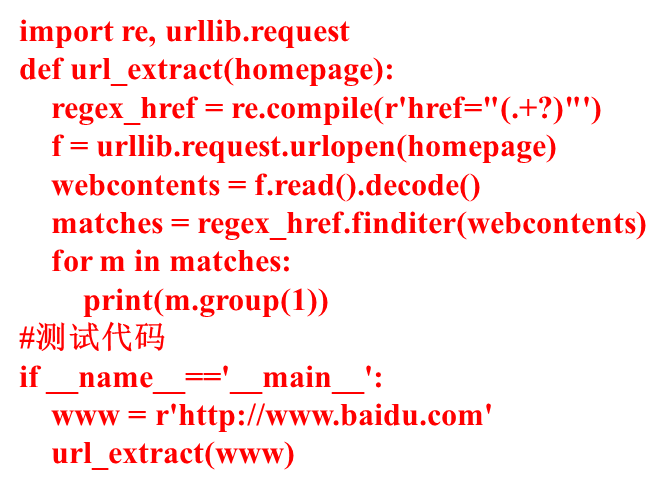 import re, urllib.request
def url_extract(homepage):
    regex_href = re.compile(r'href="(.+?)"')
    f = urllib.request.urlopen(homepage)
    webcontents = f.read().decode()
    matches = regex_href.finditer(webcontents)
    for m in matches:
        print(m.group(1))
#测试代码
if __name__=='__main__':
    www = r'http://www.baidu.com'
    url_extract(www)